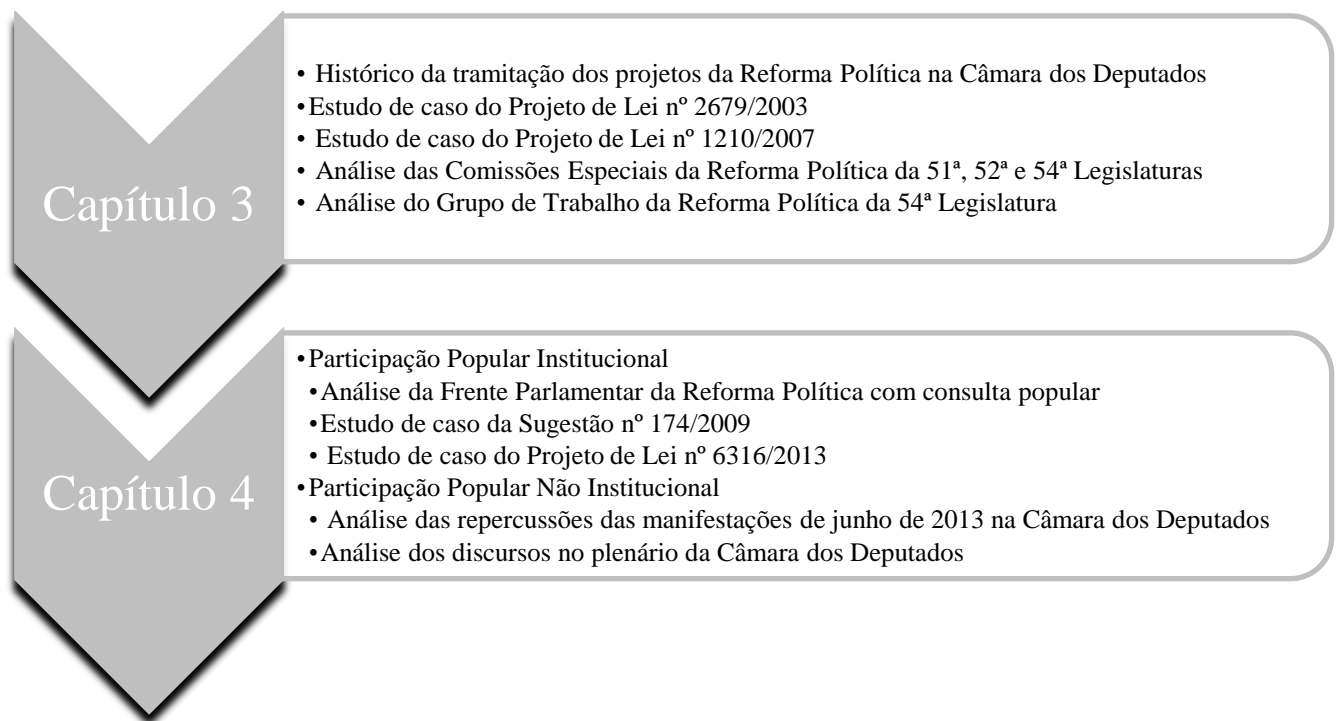 Capítulo 3
• Histórico da tramitação dos projetos da Reforma Política na Câmara dos Deputados
•Estudo de caso do Projeto de Lei nº 2679/2003
• Estudo de caso do Projeto de Lei nº 1210/2007
• Análise das Comissões Especiais da Reforma Política da 51ª, 52ª e 54ª Legislaturas
• Análise do Grupo de Trabalho da Reforma Política da 54ª Legislatura
Capítulo 4
•Participação Popular Institucional
•Análise da Frente Parlamentar da Reforma Política com consulta popular
•Estudo de caso da Sugestão nº 174/2009
• Estudo de caso do Projeto de Lei nº 6316/2013
•Participação Popular Não Institucional
• Análise das repercussões das manifestações de junho de 2013 na Câmara dos Deputados
•Análise dos discursos no plenário da Câmara dos Deputados